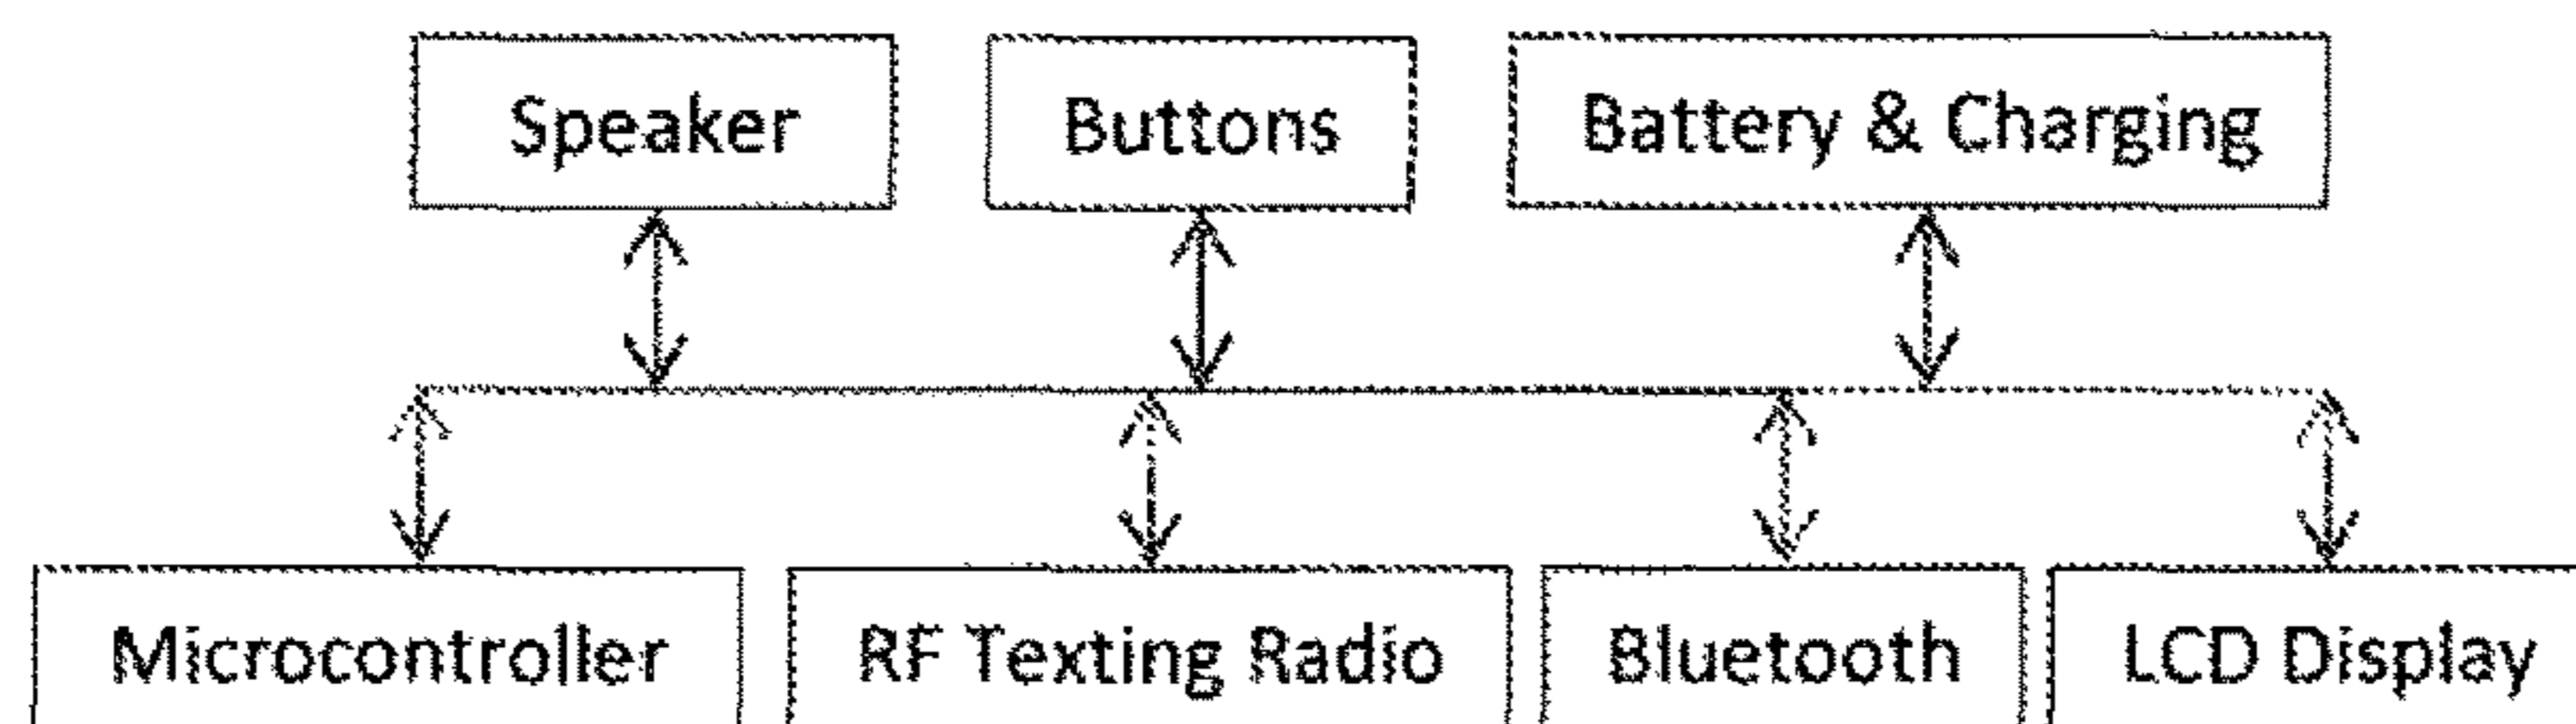 Speaker
Buttons
Battery & Charging
Microcontroller
RF Texting Radio
Bluetooth
LCD Display